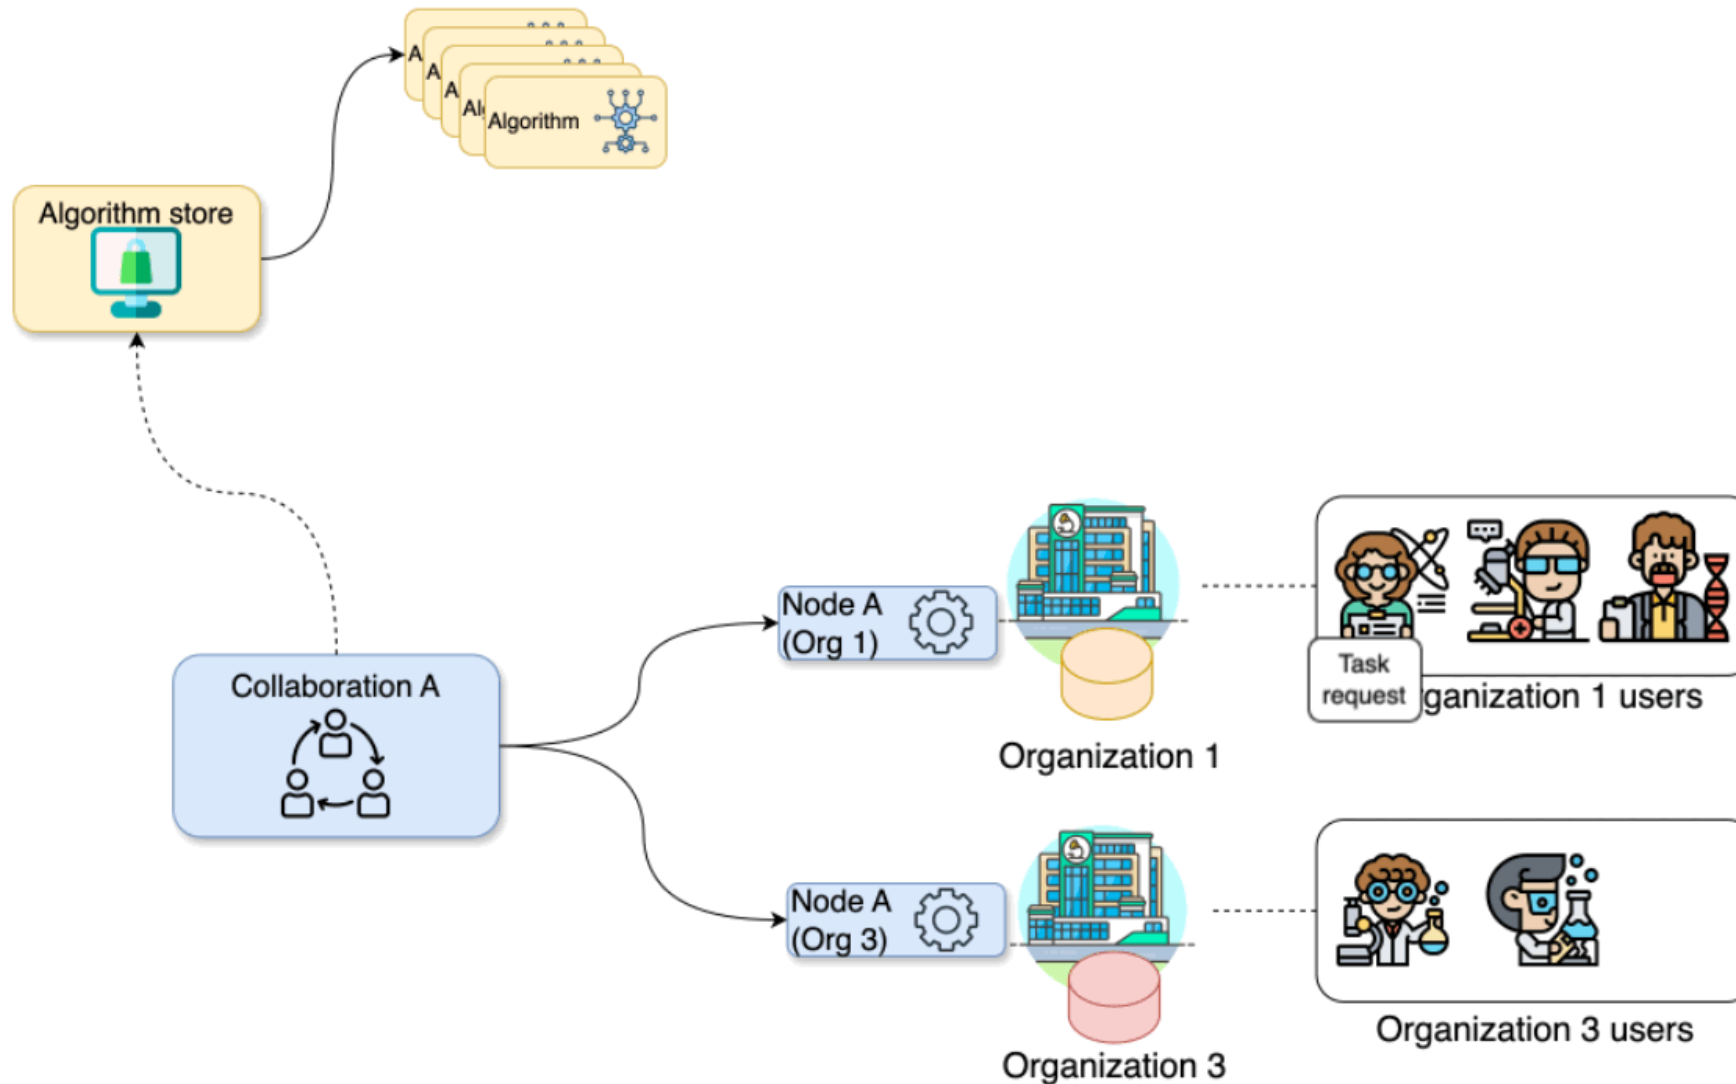 A
A
A
Al
Algorithm
Algorithm store
Collaboration A
Node A
(Org 1)
Organization 1
Task
request
ganization 1 users
Node A
(Org 3)
Organization 3
Organization 3 users